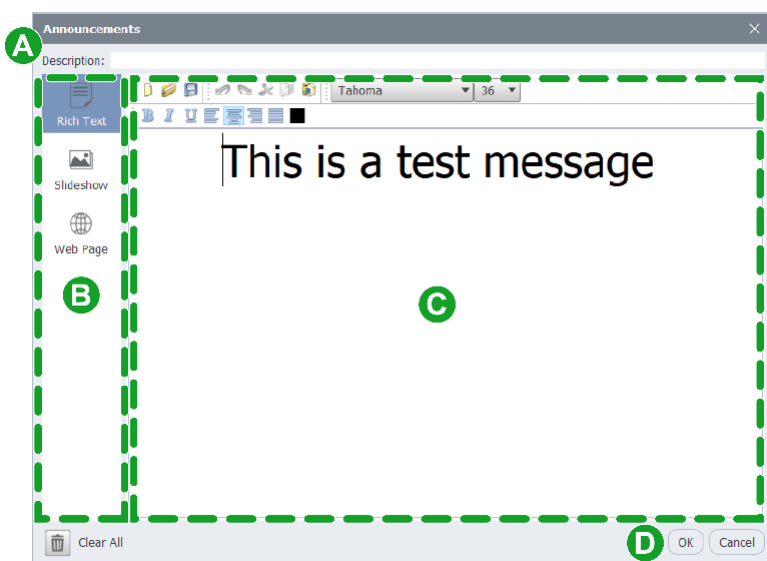 Announcements
A
Description:
Tahoma 36
B I U
Rich Text
This is a test message
Slideshow
Web Page
B
C
Clear All
D OK Cancel